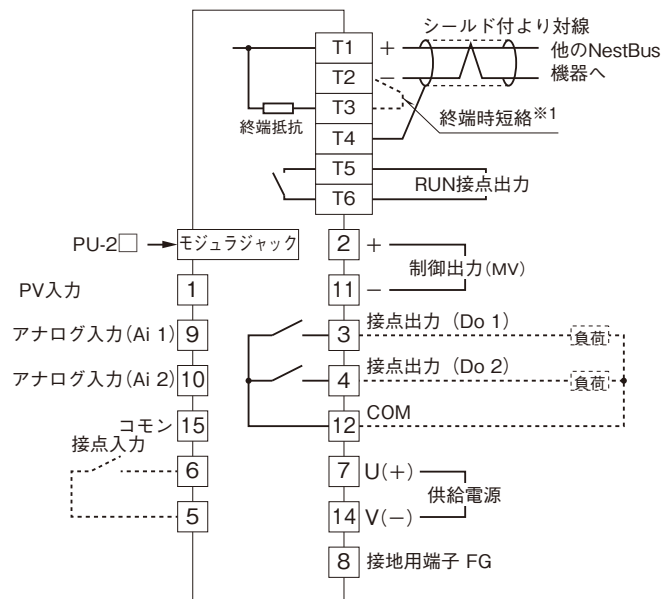 シールド付より対線
T1
+
他のNestBus
T2
−
機器へ
T3
終端抵抗
終端時短絡※1
T4
T5
RUN接点出力
T6
PU-2□
モジュラジャック
2
+
制御出力(MV)
PV入力
1
11
−
アナログ入力(Ai 1)
9
3
接点出力（Do 1）
負荷
アナログ入力(Ai 2)
10
4
接点出力（Do 2）
負荷
コモン
15
12
COM
接点入力
6
7
U(+)
供給電源
5
14
V(−)
8
接地用端子 FG